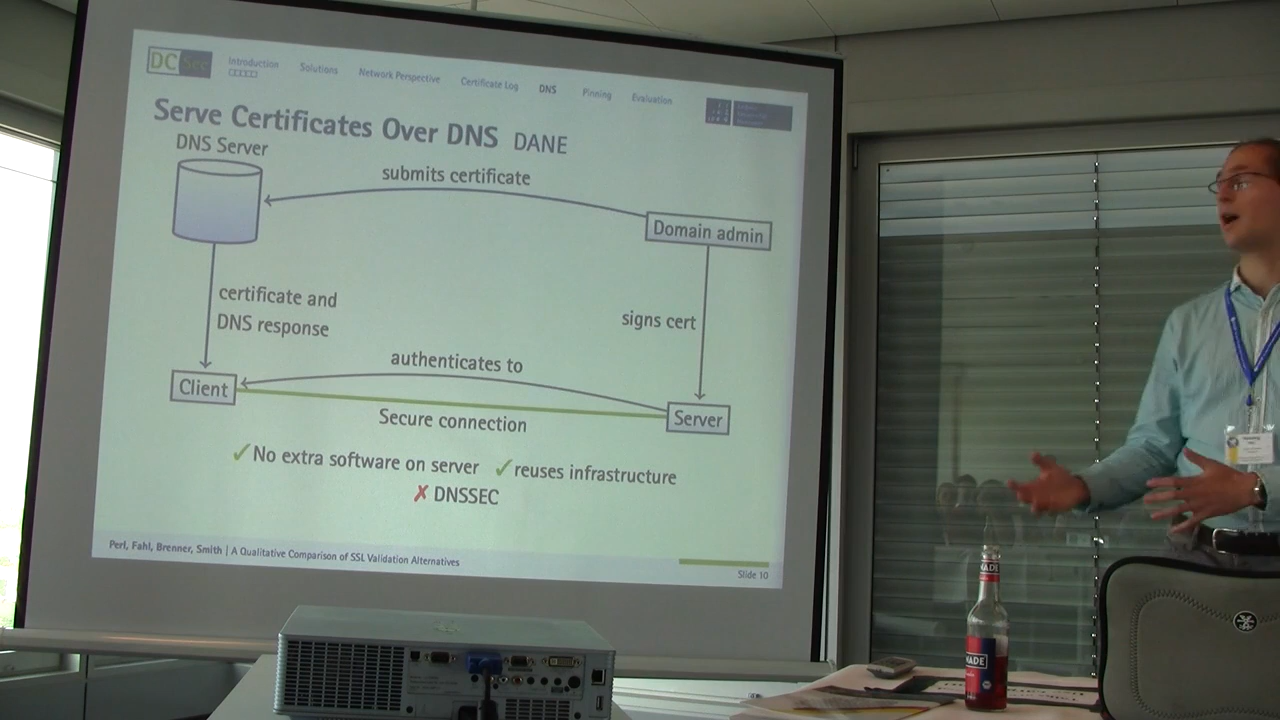 DCSec
Introduction Solutions Network Perspective Certificate Log DNS Pinning Evaluation
Serve Certificates Over DNS DANE
DNS Server
submits certificate
Domain admin
certificate and
DNS response
signs cert
authenticates to
Client
Server
Secure connection
✓No extra software on server ✓reuses infrastructure
✗ DNSSEC
Perl, Fahl, Brenner, Smith | A Qualitative Comparison of SSL Validation Alternatives
Slide 10